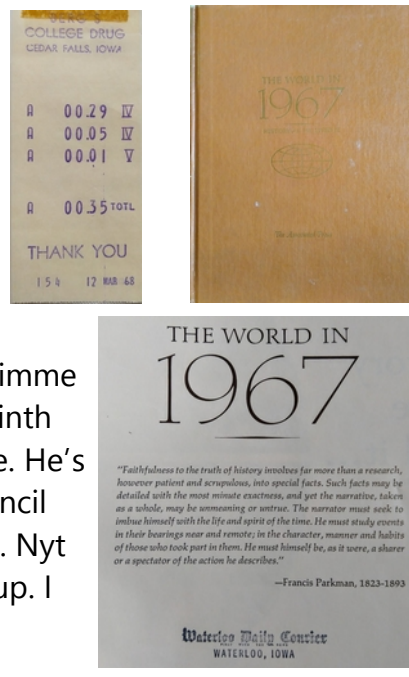 COLLEGE DRUG
CEDAR FALLS, IOWA
A 00.29 IV
A 00.05 IV
A 00.01 V
A 00.35 TOTL
THANK YOU
154 12 MAR 68
THE WORLD IN
1967
The Associated Press
imme
inth
e. He’s
ncil
. Nyt
up. I
THE WORLD IN
1967
"Faithfulness to the truth of history involves far more than a research,
however patient and scrupulous, into special facts. Such facts may be
detailed with the most minute exactness, and yet the narrative, taken
as a whole, may be unmeaning or untrue. The narrator must seek to
imbue himself with the life and spirit of the time. He must study events
in their bearings near and remote; in the character, manner and habits
of those who took part in them. He must himself be, as it were, a sharer
or a spectator of the action he describes."
—Francis Parkman, 1823-1893
Waterloo Daily Courier
WATERLOO, IOWA